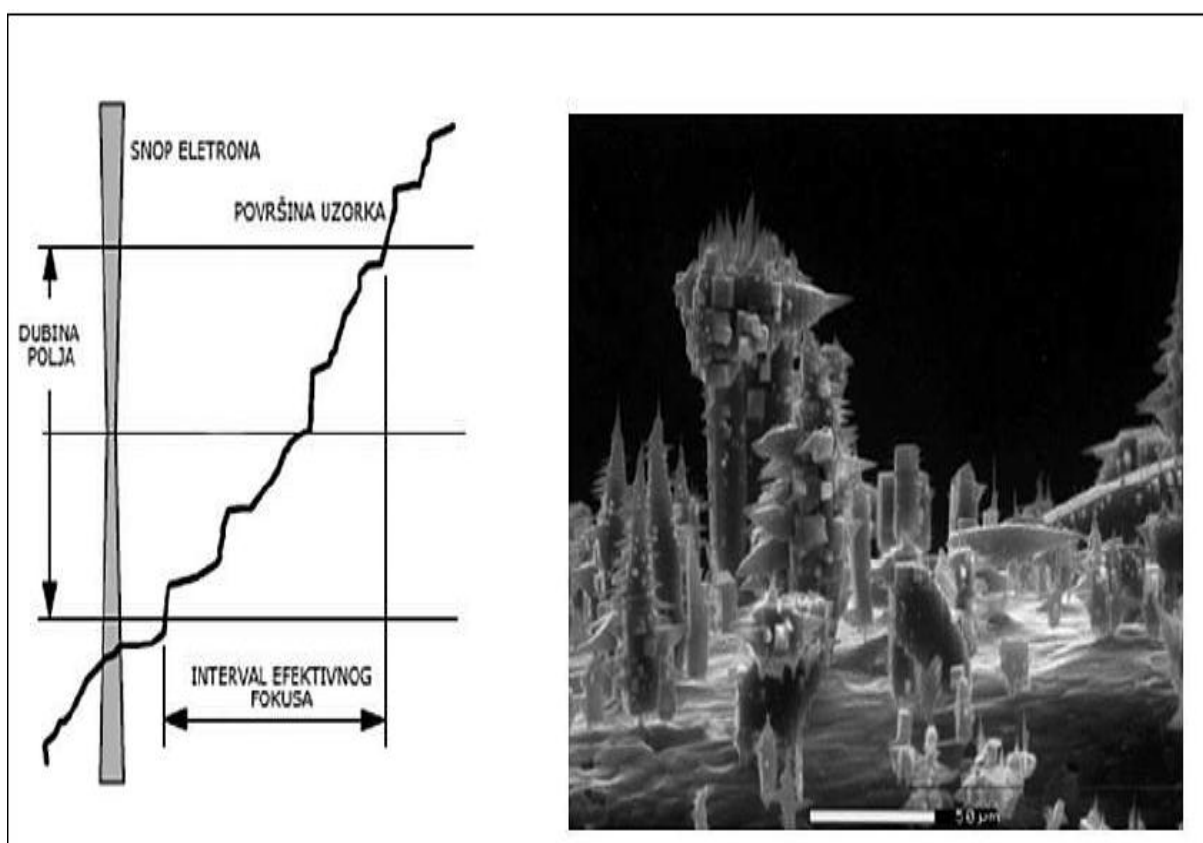 SNOP ELETRONA
POVRŠINA UZORKA
DUBINA
POLJA
INTERVAL EFEKTIVNOG
FOKUSA
50 µm